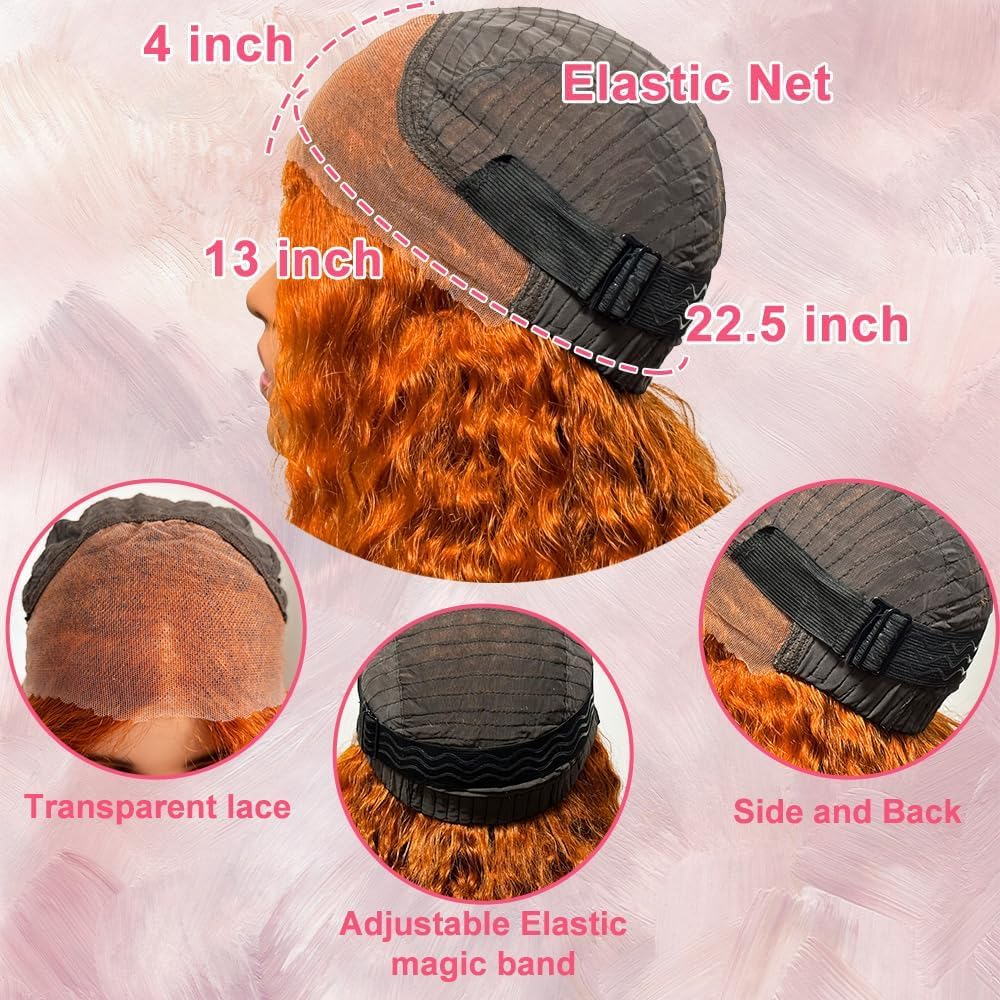 4 inch
Elastic Net
13 inch
22.5 inch
Transparent lace
Side and Back
Adjustable Elastic
magic band